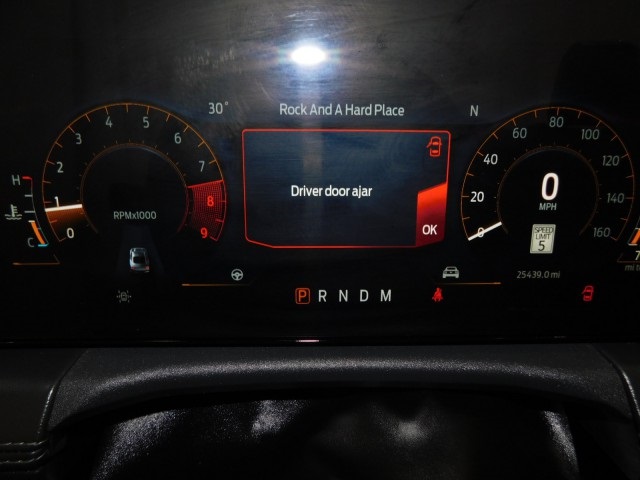 30° Rock And A Hard Place N
0 1 2 3 4 5 6 7 8 9
RPMx1000
H
C
Driver door ajar
OK
0 20 40 60 80 100 120 140 160
0
MPH
SPEED
LIMIT
5
25439.0 mi
P R N D M